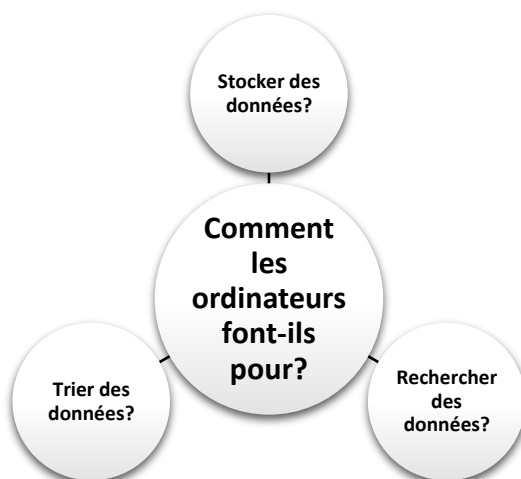 Stocker des
données?
Comment
les
ordinateurs
font-ils
pour?
Trier des
données?
Rechercher
des
données?